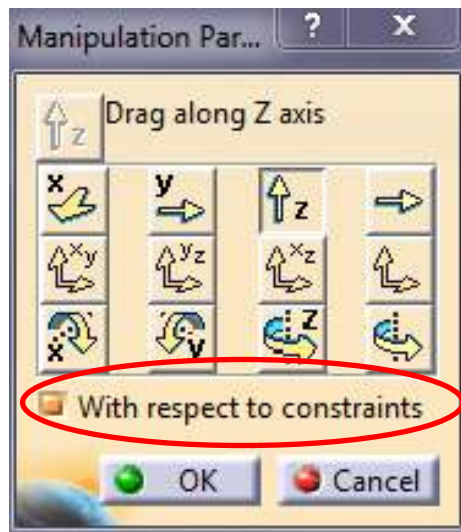 Manipulation Par... ? X
z Drag along Z axis
x y z
xy yz xz
x y z
With respect to constraints
OK Cancel